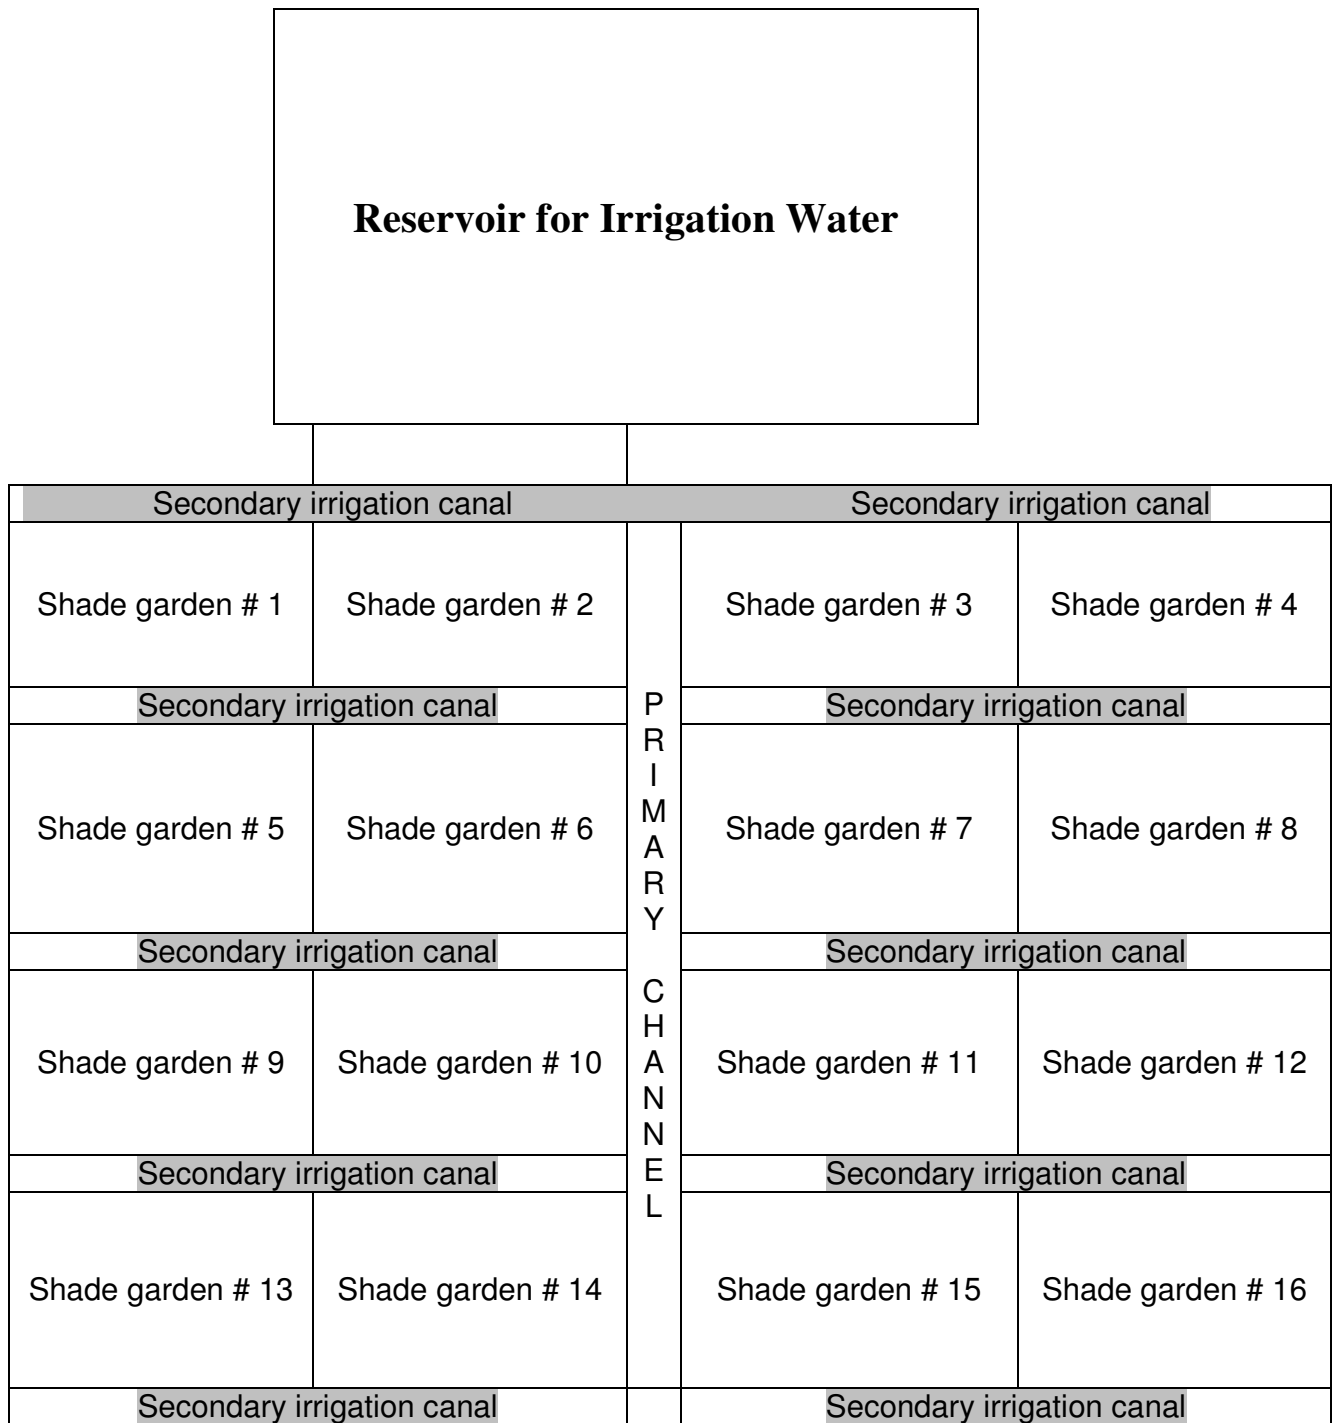 Reservoir for Irrigation Water
Secondary irrigation canal Secondary irrigation canal
Shade garden # 1 Shade garden # 2 Shade garden # 3 Shade garden # 4
Secondary irrigation canal Secondary irrigation canal
Shade garden # 5 Shade garden # 6 Shade garden # 7 Shade garden # 8
Secondary irrigation canal Secondary irrigation canal
Shade garden # 9 Shade garden # 10 Shade garden # 11 Shade garden # 12
Secondary irrigation canal Secondary irrigation canal
Shade garden # 13 Shade garden # 14 Shade garden # 15 Shade garden # 16
Secondary irrigation canal Secondary irrigation canal
PRIMARY CHANNEL